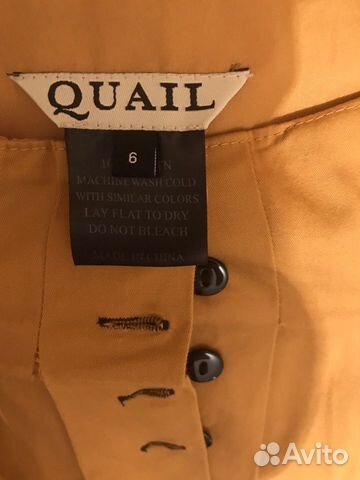 QUAIL
6
MACHINE WASH COLD
WITH SIMILAR COLORS
LAY FLAT TO DRY
DO NOT BLEACH
MADE IN CHINA
Avito